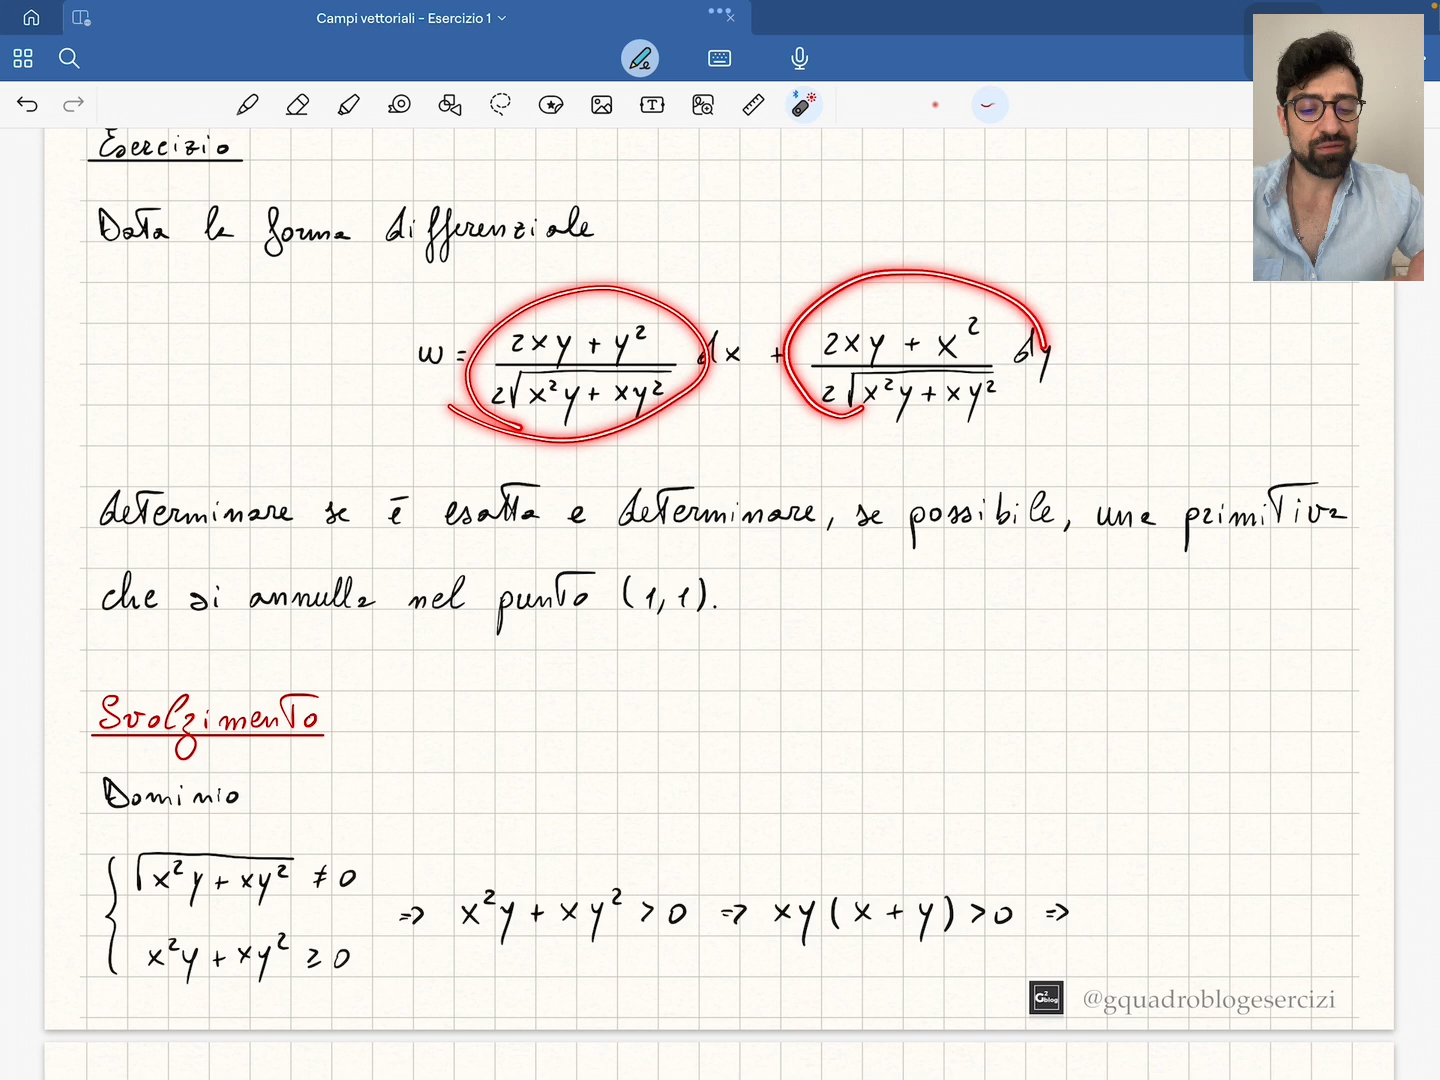 Campi vettoriali - Esercizio 1
Esercizio
Data la forma differenziale
w = (2xy + y²)/(2√(x²y + xy²)) dx + (2xy + x²)/(2√(x²y + xy²)) dy
determinare se è esatta e determinare, se possibile, una primitiva
che si annulla nel punto (1,1).
Svolgimento
Dominio
{ √(x²y + xy²) ≠ 0
x²y + xy² ≥ 0
⇒ x²y + xy² > 0 ⇒ xy(x + y) > 0 ⇒
G2 blog
@gquadroblogesercizi